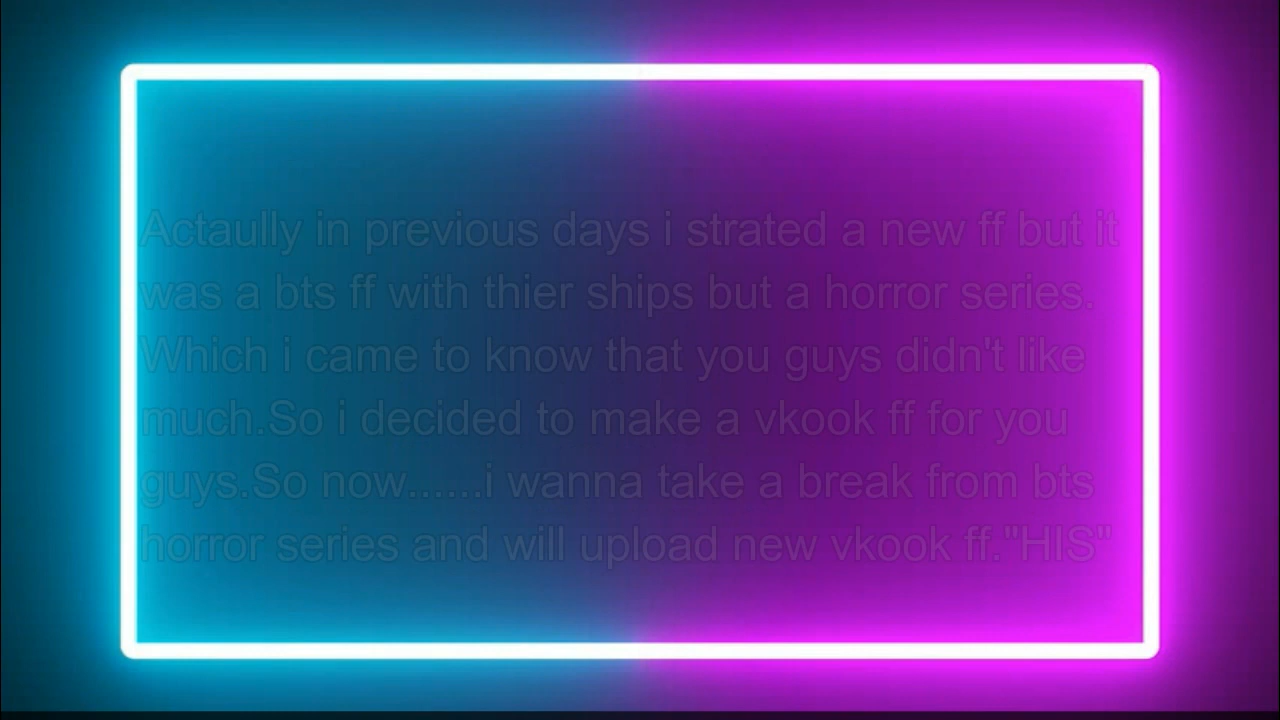 Actaully in previous days i strated a new ff but it
was a bts ff with thier ships but a horror series.
Which i came to know that you guys didn't like
much.So i decided to make a vkook ff for you
guys.So now......i wanna take a break from bts
horror series and will upload new vkook ff."HIS"